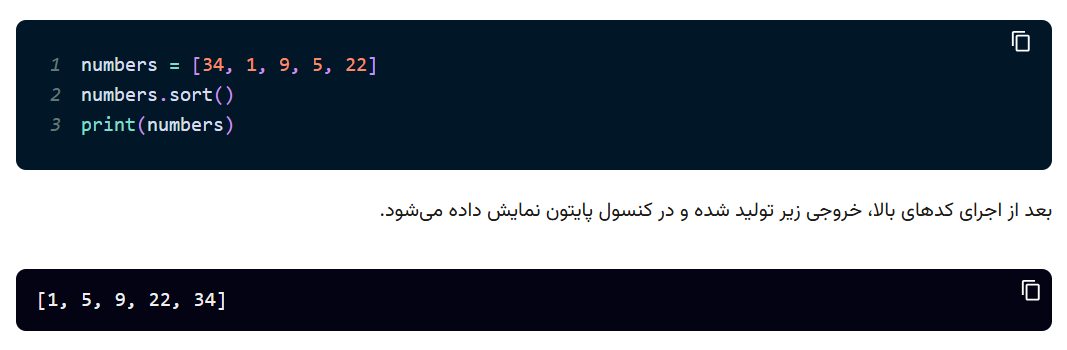 1 numbers = [34, 1, 9, 5, 22]
2 numbers.sort()
3 print(numbers)
بعد از اجرای کدهای بالا، خروجی زیر تولید شده و در کنسول پایتون نمایش داده می‌شود.
[1, 5, 9, 22, 34]